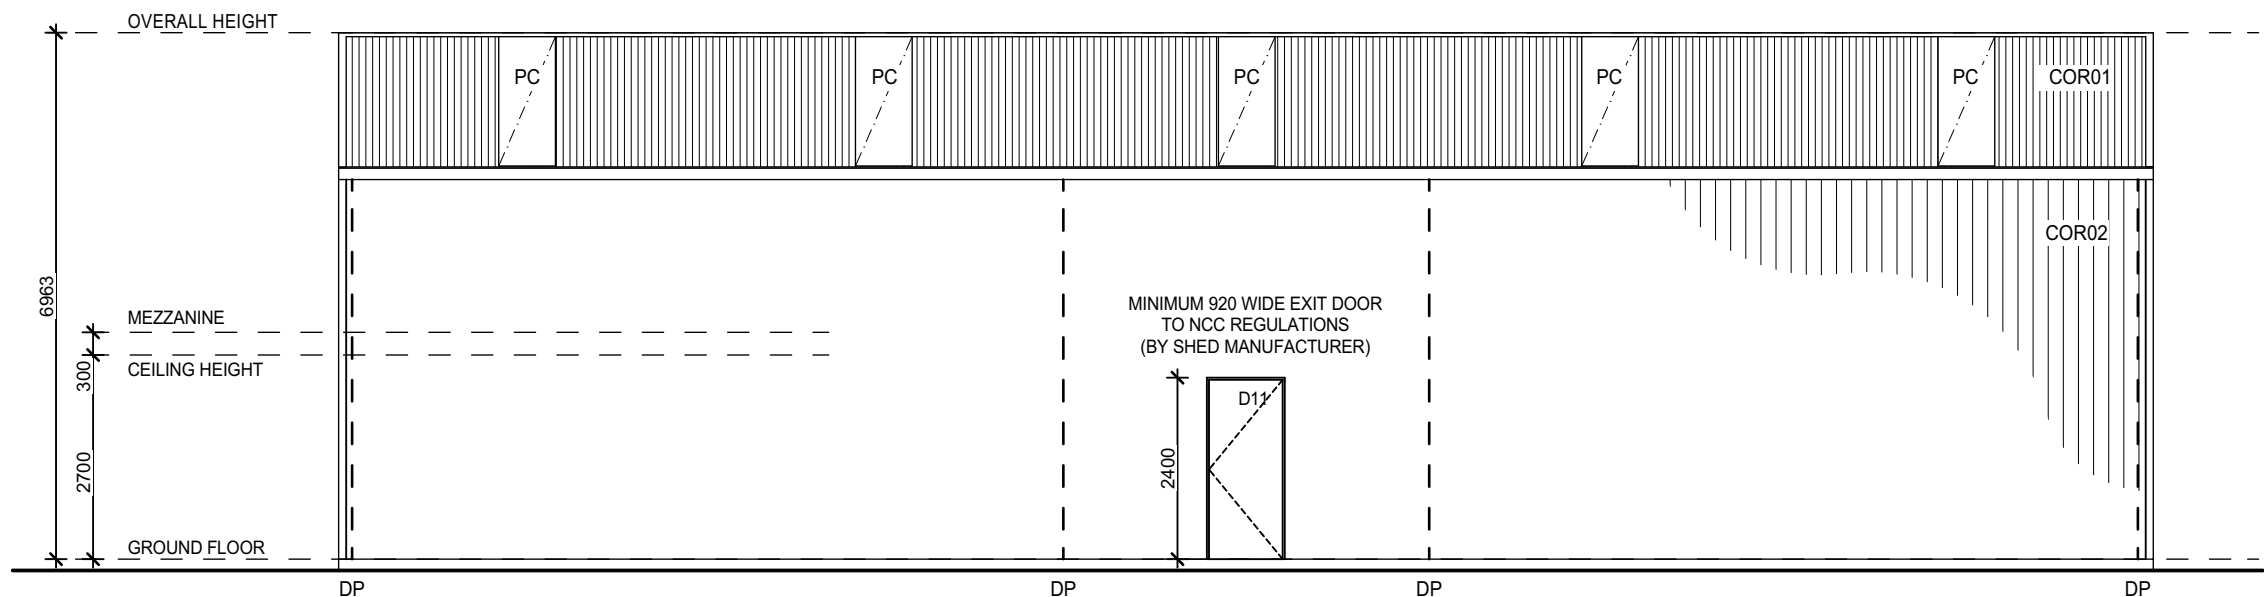 OVERALL HEIGHT
PC PC PC PC PC COR01
COR02
6963
MEZZANINE
MINIMUM 920 WIDE EXIT DOOR
TO NCC REGULATIONS
(BY SHED MANUFACTURER)
300
CEILING HEIGHT
D11
2700
2400
GROUND FLOOR
DP DP DP DP